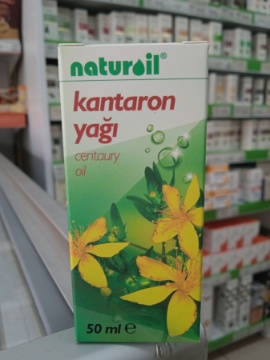 naturoil®
kantaron
yağı
centaury
oil
50 ml ℮